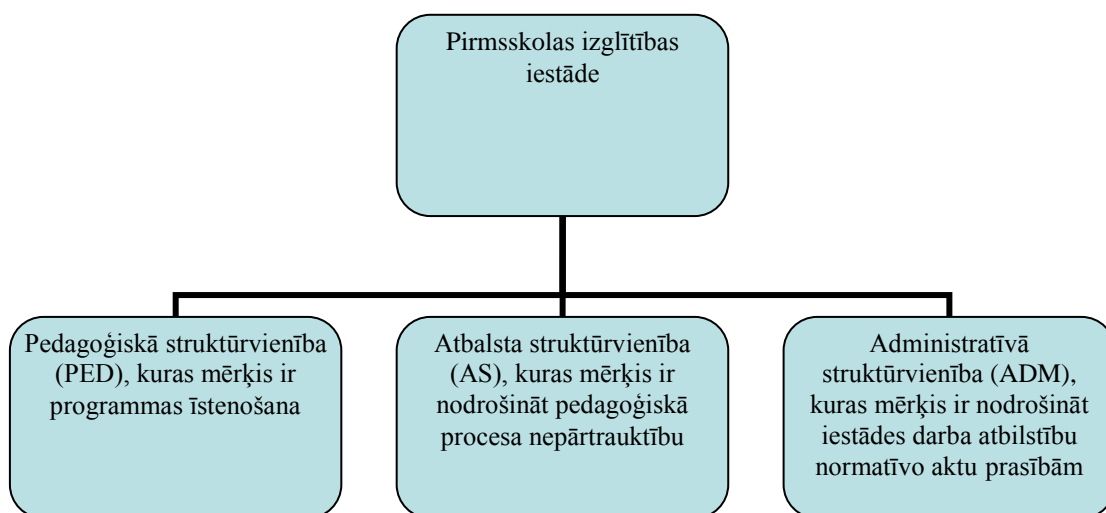 Pirmsskolas izglītības
iestāde
Pedagoģiskā struktūrvienība
(PED), kuras mērķis ir
programmas īstenošana
Atbalsta struktūrvienība
(AS), kuras mērķis ir
nodrošināt pedagoģiskā
procesa nepārtrauktību
Administratīvā
struktūrvienība (ADM),
kuras mērķis ir nodrošināt
iestādes darba atbilstību
normatīvo aktu prasībām